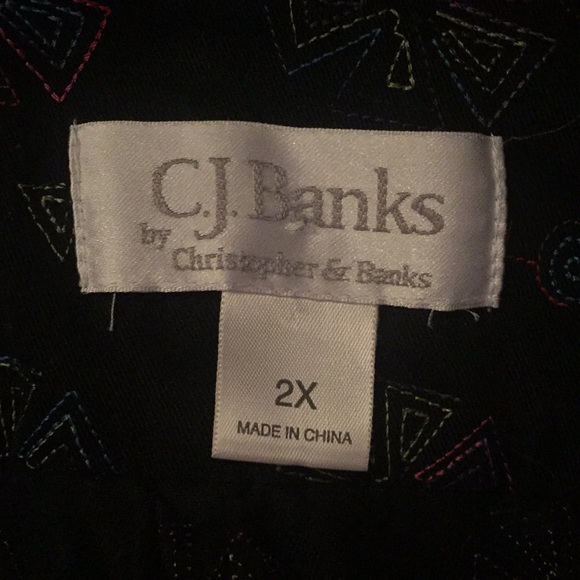 C.J. Banks
by Christopher & Banks
2X
MADE IN CHINA